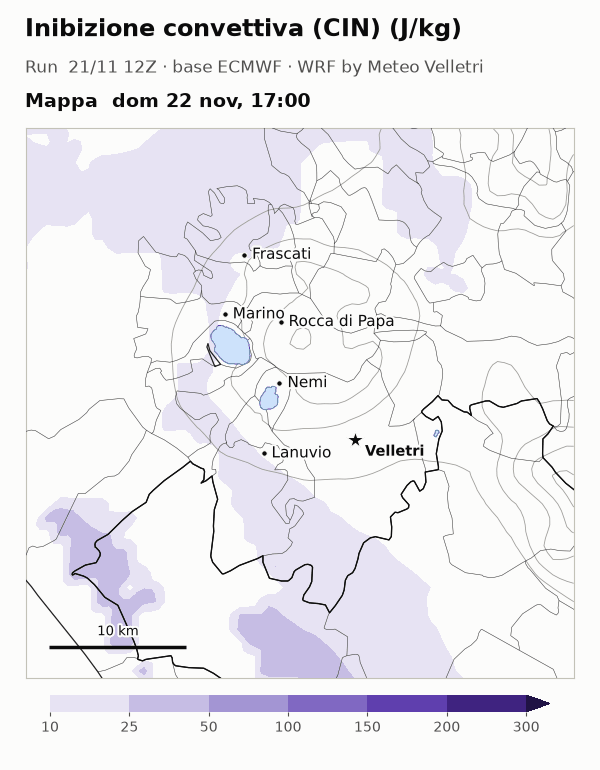 Inibizione convettiva (CIN) (J/kg)
Run  21/11 12Z · base ECMWF · WRF by Meteo Velletri
Mappa  dom 22 nov, 17:00
Frascati
Marino
Rocca di Papa
Nemi
Velletri
Lanuvio
10 km
10 25 50 100 150 200 300